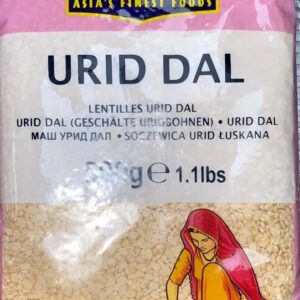 ASIA'S FINEST FOODS
URID DAL
LENTILLES URID DAL
URID DAL (GESCHÄLTE URIDBOHNEN) • URID DAL
МАШ УРИД ДАЛ • SOCZEWICA URID ŁUSKANA
500g e 1.1lbs